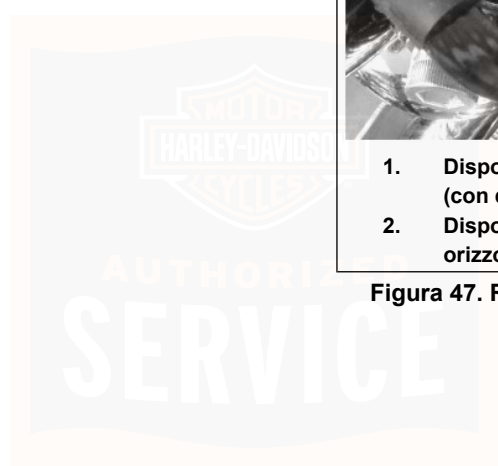 MOTOR
HARLEY-DAVIDSON
CYCLES
AUTHORIZED
SERVICE
1. Dispo
(con
2. Dispo
orizzo
Figura 47.